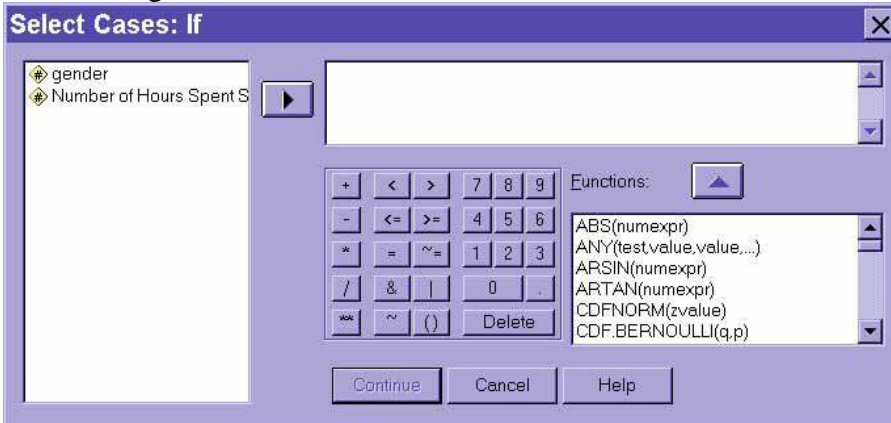 Select Cases: If
gender
Number of Hours Spent S
+ < > 7 8 9
- <= >= 4 5 6
* = ~= 1 2 3
/ & | 0 .
** ~ () Delete
Functions:
ABS(numexpr)
ANY(test,value,value,...)
ARSIN(numexpr)
ARTAN(numexpr)
CDFNORM(zvalue)
CDF.BERNOULLI(q,p)
Continue Cancel Help